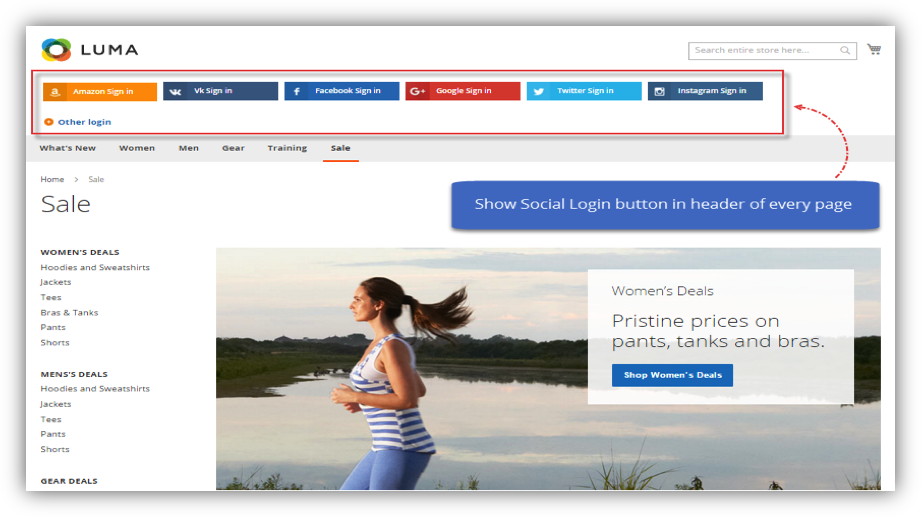 LUMA
Search entire store here...
Amazon Sign in
Vk Sign in
Facebook Sign in
G+ Google Sign in
Twitter Sign in
Instagram Sign in
Other login
What's New Women Men Gear Training Sale
Home > Sale
Sale
Show Social Login button in header of every page
WOMEN'S DEALS
Hoodies and Sweatshirts
Jackets
Tees
Bras & Tanks
Pants
Shorts
MENS'S DEALS
Hoodies and Sweatshirts
Jackets
Tees
Pants
Shorts
GEAR DEALS
Women's Deals
Pristine prices on
pants, tanks and bras.
Shop Women's Deals